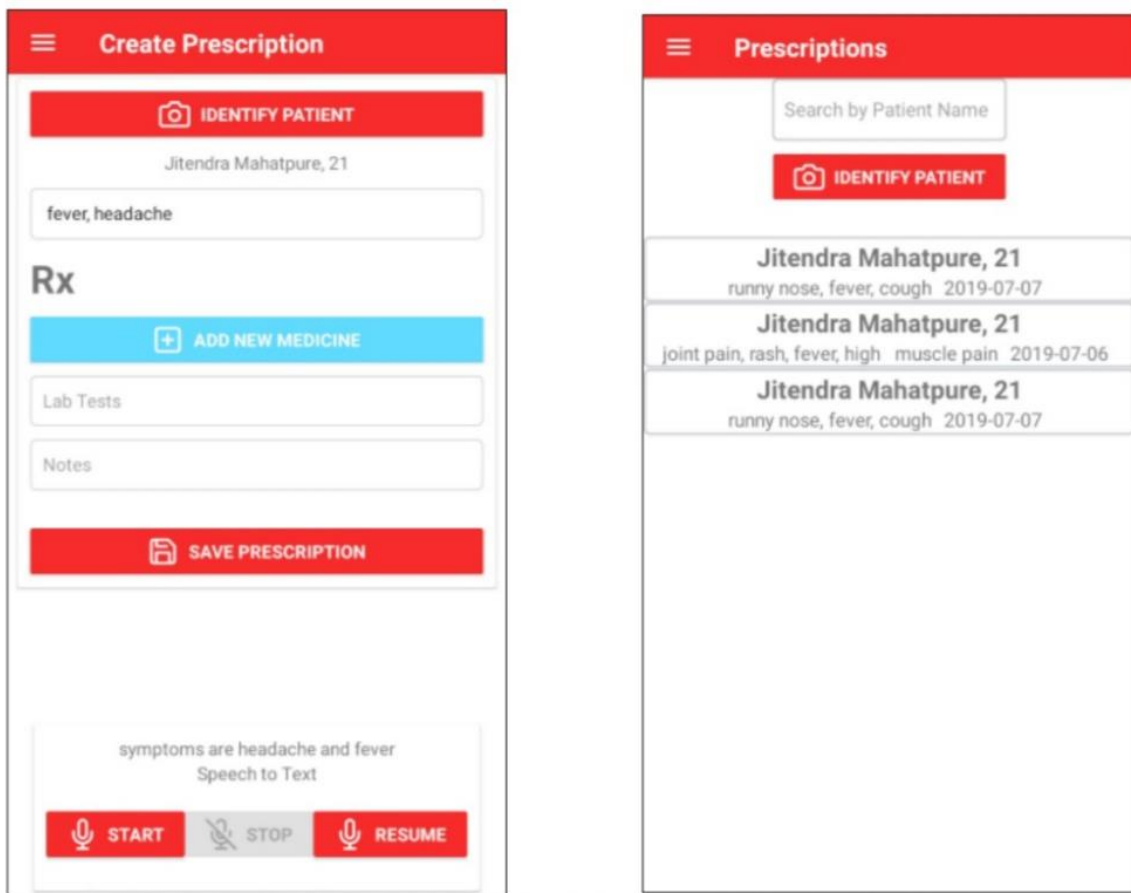 Create Prescription
IDENTIFY PATIENT
Jitendra Mahatpure, 21
fever, headache
Rx
ADD NEW MEDICINE
Lab Tests
Notes
SAVE PRESCRIPTION
symptoms are headache and fever
Speech to Text
START STOP RESUME
Prescriptions
Search by Patient Name
IDENTIFY PATIENT
Jitendra Mahatpure, 21
runny nose, fever, cough 2019-07-07
Jitendra Mahatpure, 21
joint pain, rash, fever, high muscle pain 2019-07-06
Jitendra Mahatpure, 21
runny nose, fever, cough 2019-07-07